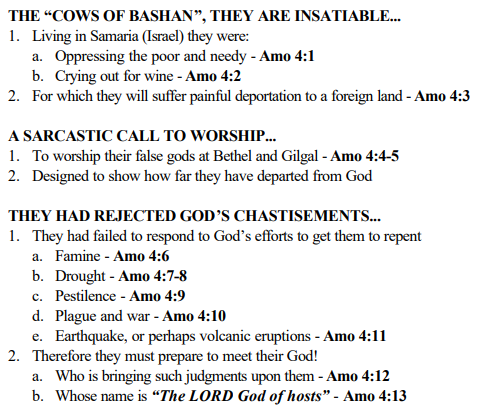 THE “COWS OF BASHAN”, THEY ARE INSATIABLE...
1. Living in Samaria (Israel) they were:
a. Oppressing the poor and needy - Amo 4:1
b. Crying out for wine - Amo 4:2
2. For which they will suffer painful deportation to a foreign land - Amo 4:3
A SARCASTIC CALL TO WORSHIP...
1. To worship their false gods at Bethel and Gilgal - Amo 4:4-5
2. Designed to show how far they have departed from God
THEY HAD REJECTED GOD’S CHASTISEMENTS...
1. They had failed to respond to God’s efforts to get them to repent
a. Famine - Amo 4:6
b. Drought - Amo 4:7-8
c. Pestilence - Amo 4:9
d. Plague and war - Amo 4:10
e. Earthquake, or perhaps volcanic eruptions - Amo 4:11
2. Therefore they must prepare to meet their God!
a. Who is bringing such judgments upon them - Amo 4:12
b. Whose name is “The LORD God of hosts” - Amo 4:13